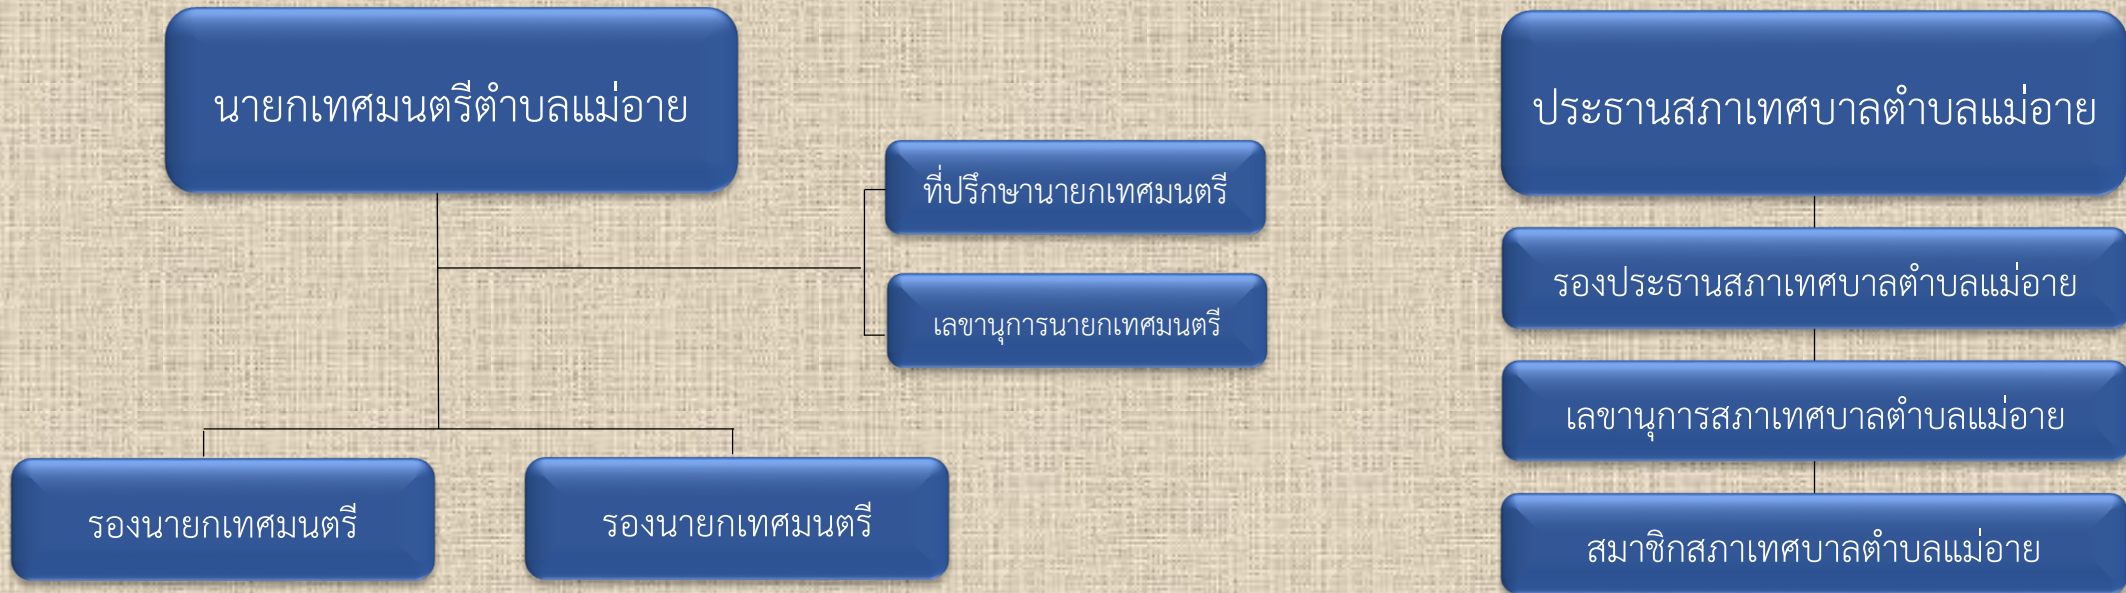 นายกเทศมนตรีตำบลแม่อาย
ที่ปรึกษานายกเทศมนตรี
เลขานุการนายกเทศมนตรี
รองนายกเทศมนตรี
รองนายกเทศมนตรี
ประธานสภาเทศบาลตำบลแม่อาย
รองประธานสภาเทศบาลตำบลแม่อาย
เลขานุการสภาเทศบาลตำบลแม่อาย
สมาชิกสภาเทศบาลตำบลแม่อาย